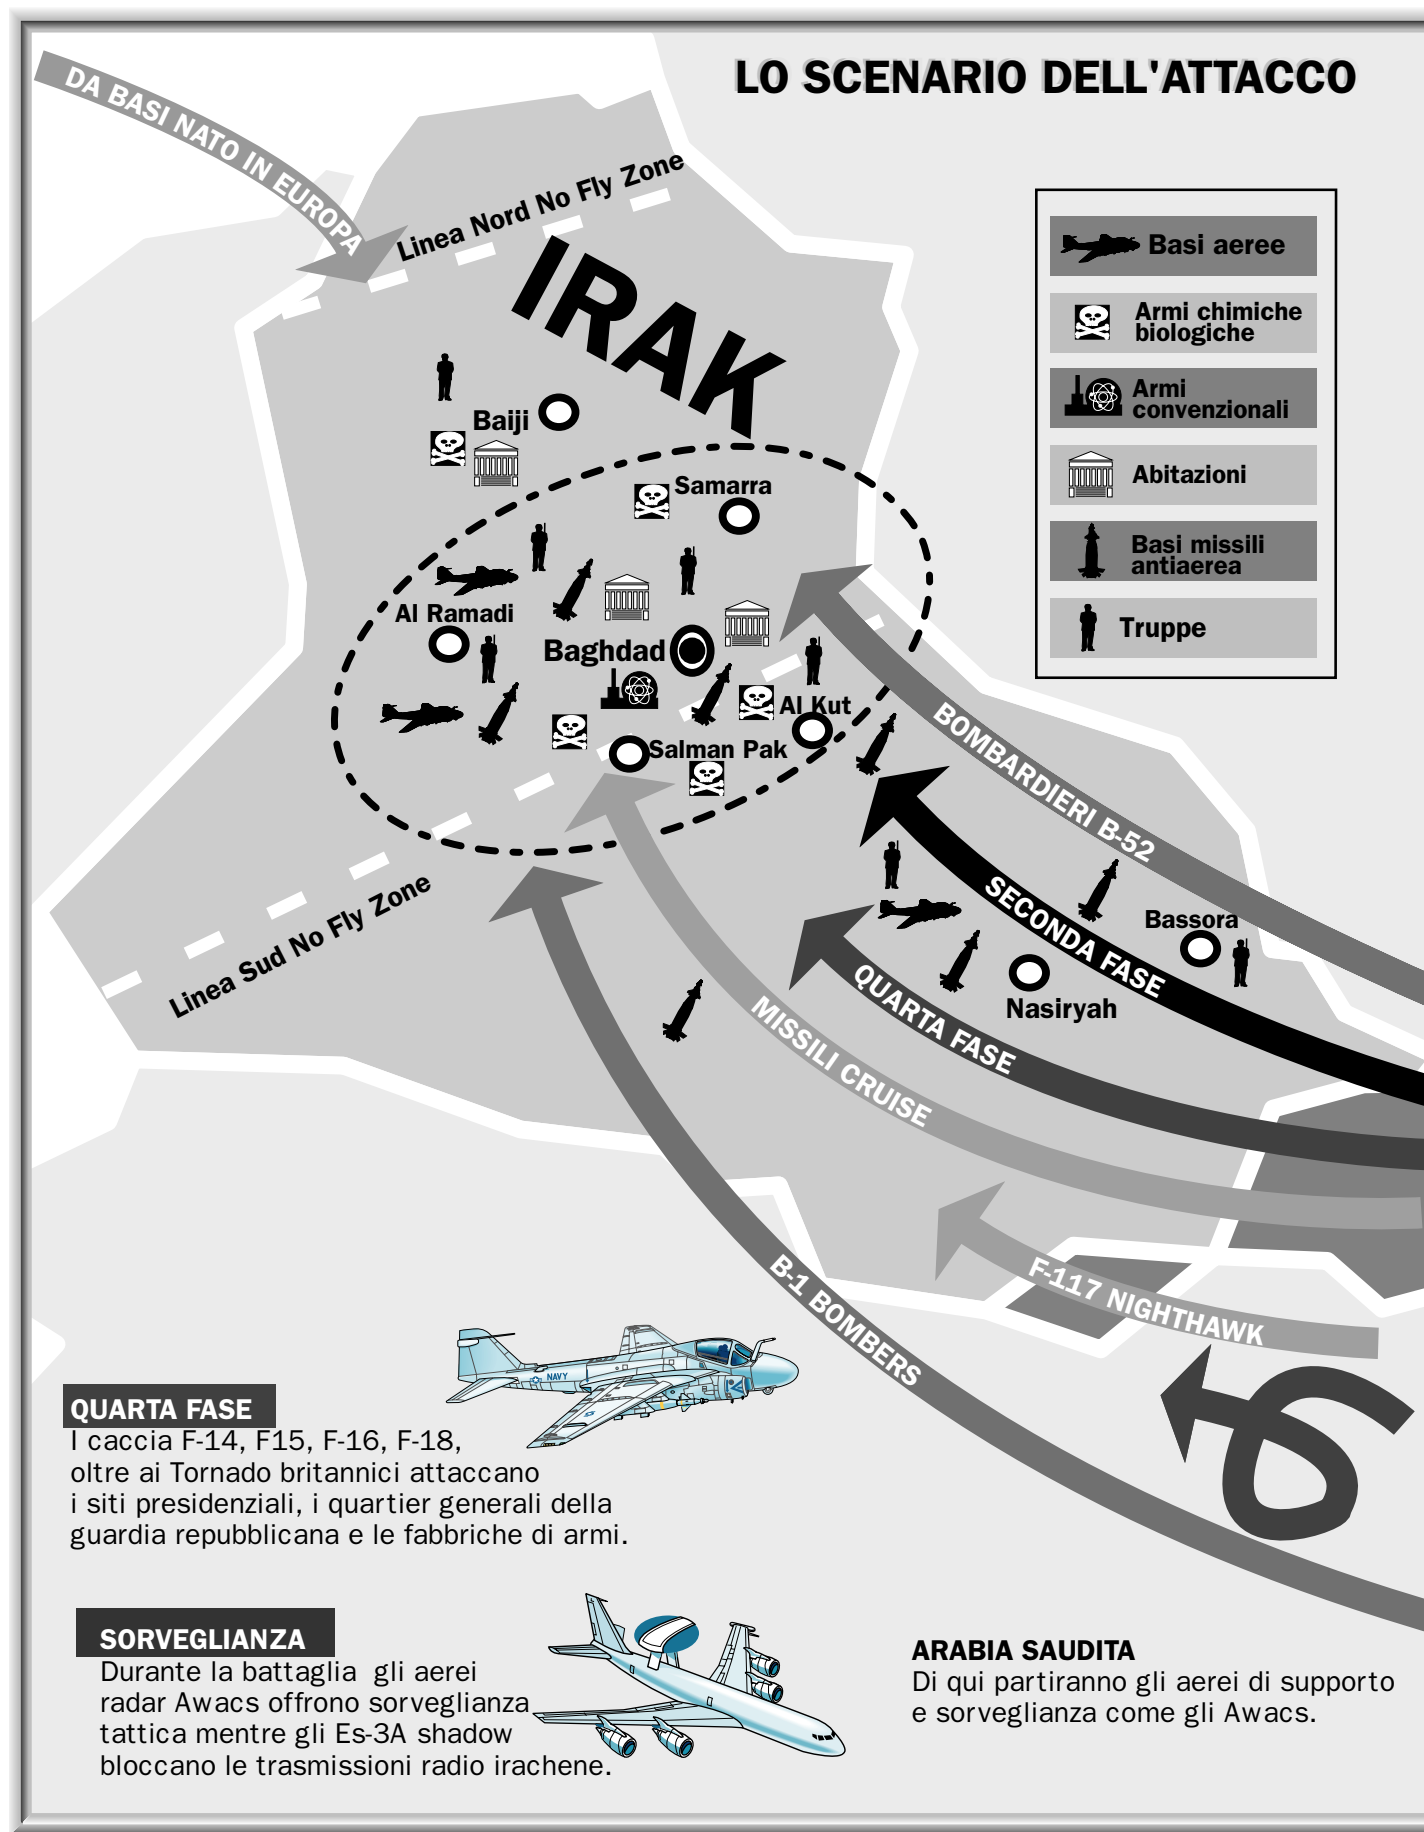 LO SCENARIO DELL'ATTACCO
DA BASI NATO IN EUROPA
Linea Nord No Fly Zone
IRAK
Basi aeree
Armi chimiche
biologiche
Armi
convenzionali
Abitazioni
Basi missili
antiaerea
Truppe
Baiji
Samarra
Al Ramadi
Baghdad
Al Kut
Salman Pak
Linea Sud No Fly Zone
BOMBARDIERI B-52
SECONDA FASE
Bassora
Nasiryah
QUARTA FASE
MISSILI CRUISE
F-117 NIGHTHAWK
B-1 BOMBERS
NAVY
QUARTA FASE
I caccia F-14, F15, F-16, F-18,
oltre ai Tornado britannici attaccano
i siti presidenziali, i quartier generali della
guardia repubblicana e le fabbriche di armi.
SORVEGLIANZA
Durante la battaglia gli aerei
radar Awacs offrono sorveglianza
tattica mentre gli Es-3A shadow
bloccano le trasmissioni radio irachene.
ARABIA SAUDITA
Di qui partiranno gli aerei di supporto
e sorveglianza come gli Awacs.